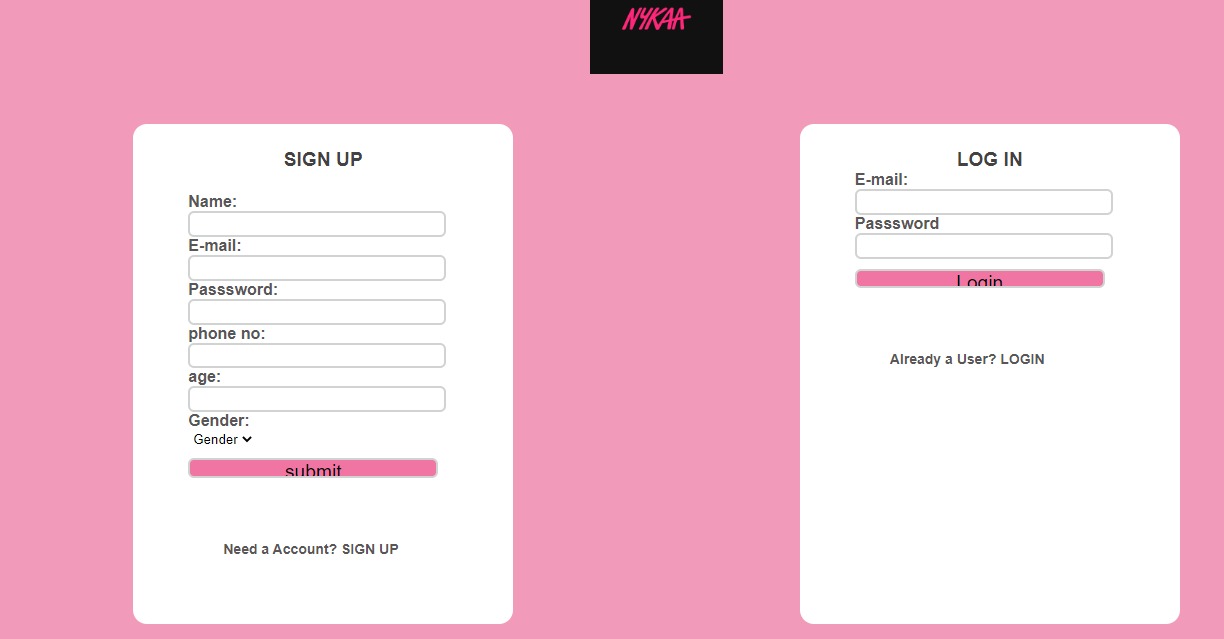 NYKAA
SIGN UP
Name:
E-mail:
Passsword:
phone no:
age:
Gender:
Gender
submit
Need a Account? SIGN UP
LOG IN
E-mail:
Passsword
Login
Already a User? LOGIN